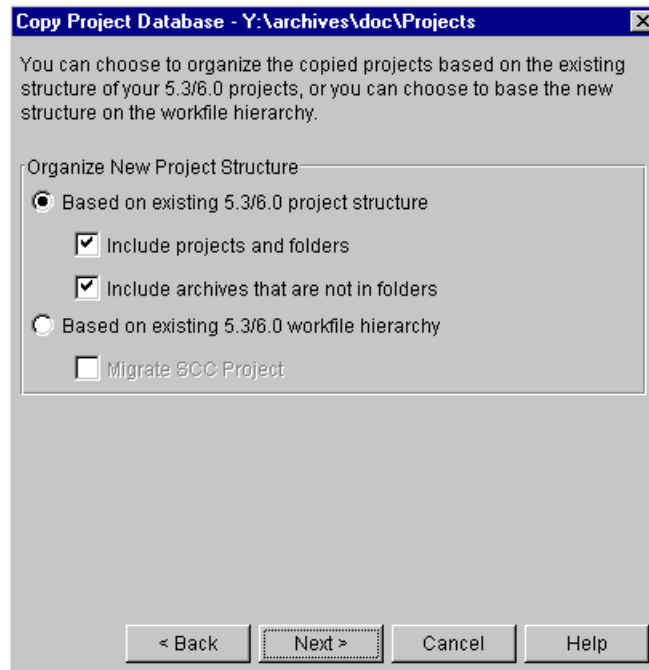 Copy Project Database - Y:\archives\doc\Projects
You can choose to organize the copied projects based on the existing
structure of your 5.3/6.0 projects, or you can choose to base the new
structure on the workfile hierarchy.
Organize New Project Structure
Based on existing 5.3/6.0 project structure
Include projects and folders
Include archives that are not in folders
Based on existing 5.3/6.0 workfile hierarchy
Migrate SCC Project
< Back Next > Cancel Help